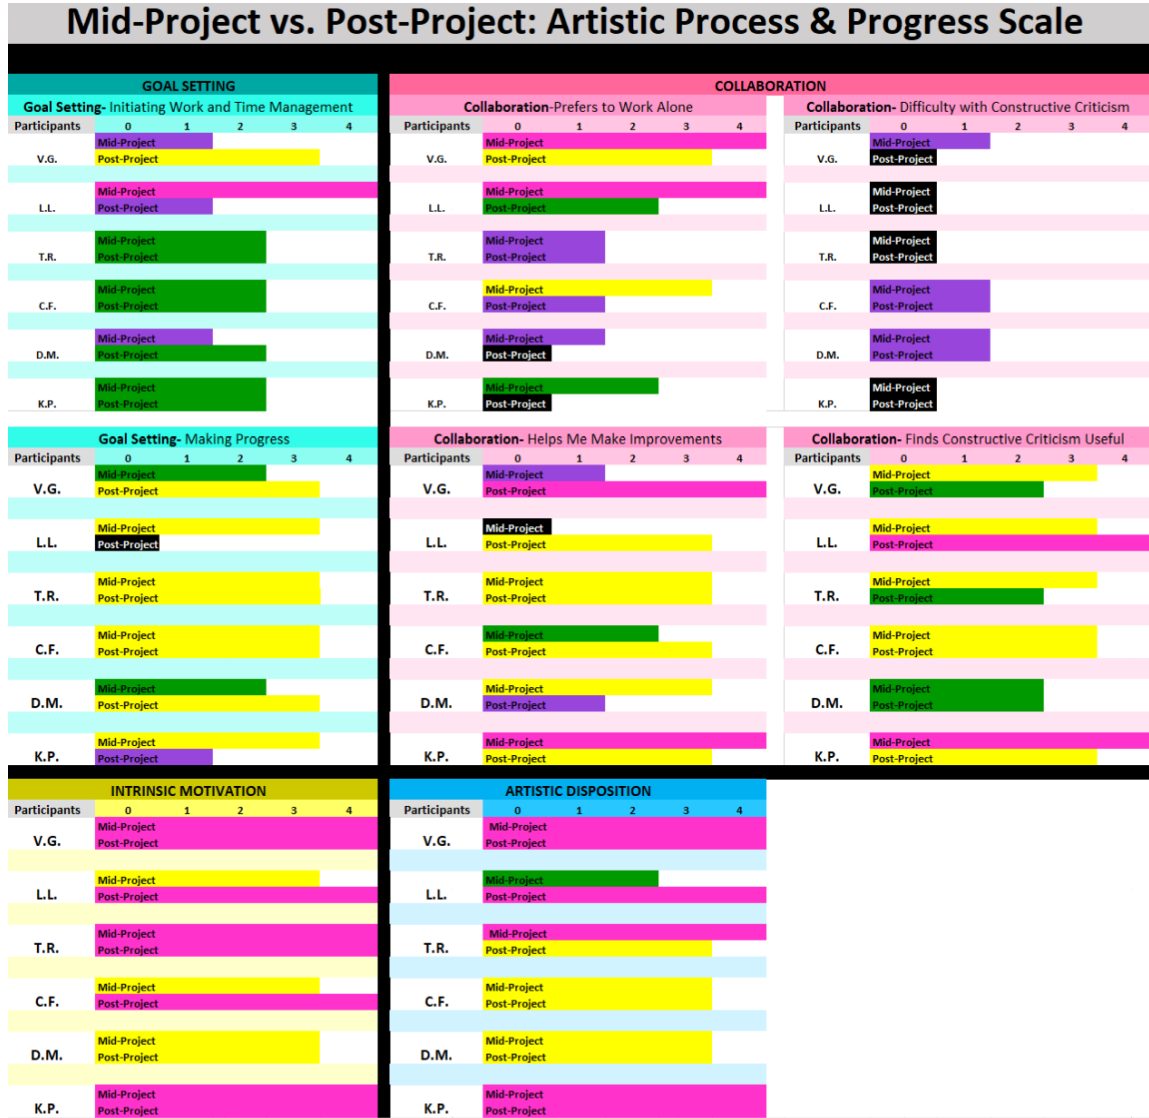 Mid-Project vs. Post-Project: Artistic Process & Progress Scale
GOAL SETTING
Goal Setting- Initiating Work and Time Management
Participants 0 1 2 3 4
Mid-Project
V.G. Post-Project
Mid-Project
L.L. Post-Project
Mid-Project
T.R. Post-Project
Mid-Project
C.F. Post-Project
Mid-Project
D.M. Post-Project
Mid-Project
K.P. Post-Project
Goal Setting- Making Progress
Participants 0 1 2 3 4
Mid-Project
V.G. Post-Project
Mid-Project
L.L. Post-Project
Mid-Project
T.R. Post-Project
Mid-Project
C.F. Post-Project
Mid-Project
D.M. Post-Project
Mid-Project
K.P. Post-Project
COLLABORATION
Collaboration-Prefers to Work Alone
Participants 0 1 2 3 4
Mid-Project
V.G. Post-Project
Mid-Project
L.L. Post-Project
Mid-Project
T.R. Post-Project
Mid-Project
C.F. Post-Project
Mid-Project
D.M. Post-Project
Mid-Project
K.P. Post-Project
Collaboration- Difficulty with Constructive Criticism
Participants 0 1 2 3 4
Mid-Project
V.G. Post-Project
Mid-Project
L.L. Post-Project
Mid-Project
T.R. Post-Project
Mid-Project
C.F. Post-Project
Mid-Project
D.M. Post-Project
Mid-Project
K.P. Post-Project
Collaboration- Helps Me Make Improvements
Participants 0 1 2 3 4
Mid-Project
V.G. Post-Project
Mid-Project
L.L. Post-Project
Mid-Project
T.R. Post-Project
Mid-Project
C.F. Post-Project
Mid-Project
D.M. Post-Project
Mid-Project
K.P. Post-Project
Collaboration- Finds Constructive Criticism Useful
Participants 0 1 2 3 4
Mid-Project
V.G. Post-Project
Mid-Project
L.L. Post-Project
Mid-Project
T.R. Post-Project
Mid-Project
C.F. Post-Project
Mid-Project
D.M. Post-Project
Mid-Project
K.P. Post-Project
INTRINSIC MOTIVATION
Participants 0 1 2 3 4
Mid-Project
V.G. Post-Project
Mid-Project
L.L. Post-Project
Mid-Project
T.R. Post-Project
Mid-Project
C.F. Post-Project
Mid-Project
D.M. Post-Project
Mid-Project
K.P. Post-Project
ARTISTIC DISPOSITION
Participants 0 1 2 3 4
Mid-Project
V.G. Post-Project
Mid-Project
L.L. Post-Project
Mid-Project
T.R. Post-Project
Mid-Project
C.F. Post-Project
Mid-Project
D.M. Post-Project
Mid-Project
K.P. Post-Project